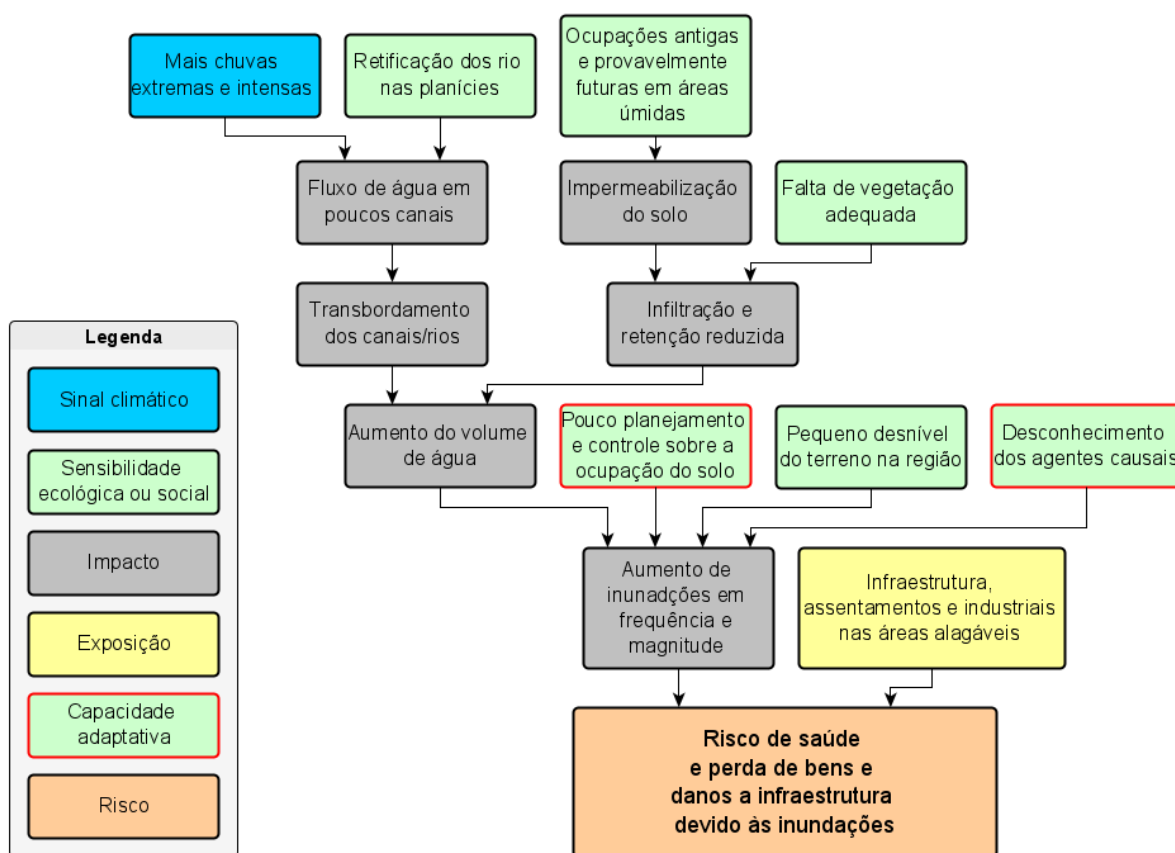 Mais chuvas
extremas e intensas
Retificação dos rio
nas planícies
Ocupações antigas
e provavelmente
futuras em áreas
úmidas
Fluxo de água em
poucos canais
Impermeabilização
do solo
Falta de vegetação
adequada
Transbordamento
dos canais/rios
Infiltração e
retenção reduzida
Legenda
Sinal climático
Sensibilidade
ecológica ou social
Impacto
Exposição
Capacidade
adaptativa
Risco
Aumento do volume
de água
Pouco planejamento
e controle sobre a
ocupação do solo
Pequeno desnível
do terreno na região
Desconhecimento
dos agentes causais
Aumento de
inunadções em
frequência e
magnitude
Infraestrutura,
assentamentos e industriais
nas áreas alagáveis
Risco de saúde
e perda de bens e
danos a infraestrutura
devido às inundações